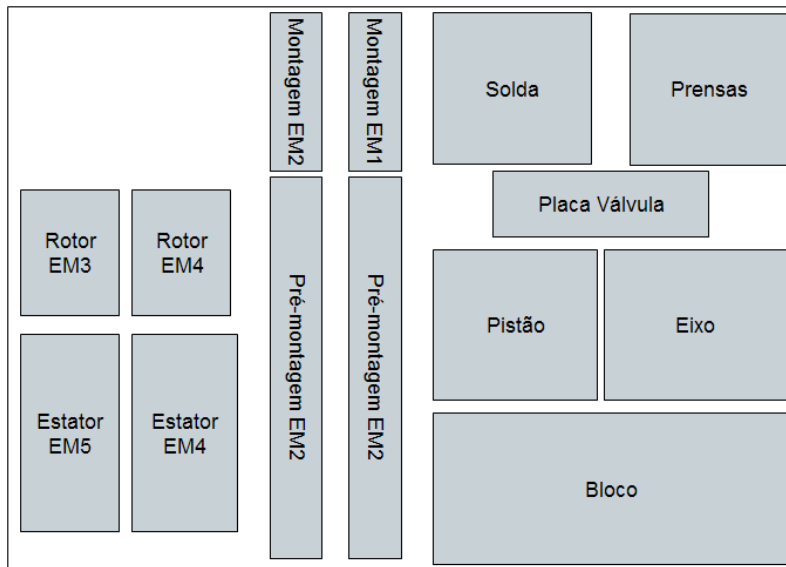 Montagem EM2
Montagem EM1
Solda
Prensas
Placa Válvula
Rotor
EM3
Rotor
EM4
Pré-montagem EM2
Pré-montagem EM2
Pistão
Eixo
Estator
EM5
Estator
EM4
Bloco